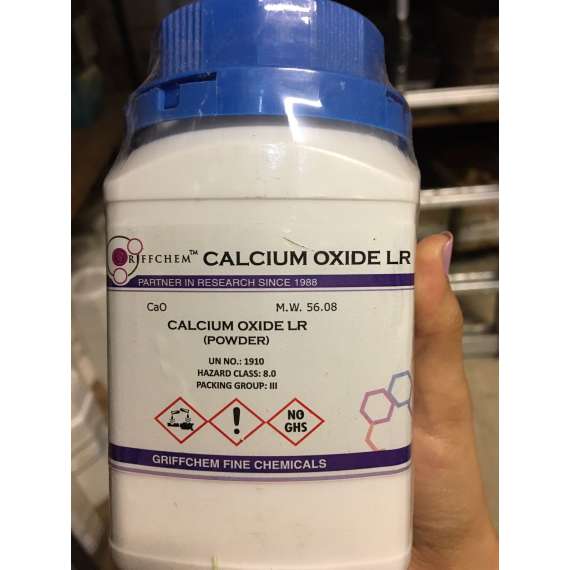 GRIFFCHEM™ CALCIUM OXIDE LR
PARTNER IN RESEARCH SINCE 1988
CaO M.W. 56.08
CALCIUM OXIDE LR
(POWDER)
UN NO.: 1910
HAZARD CLASS: 8.0
PACKING GROUP: III
NO
GHS
GRIFFCHEM FINE CHEMICALS